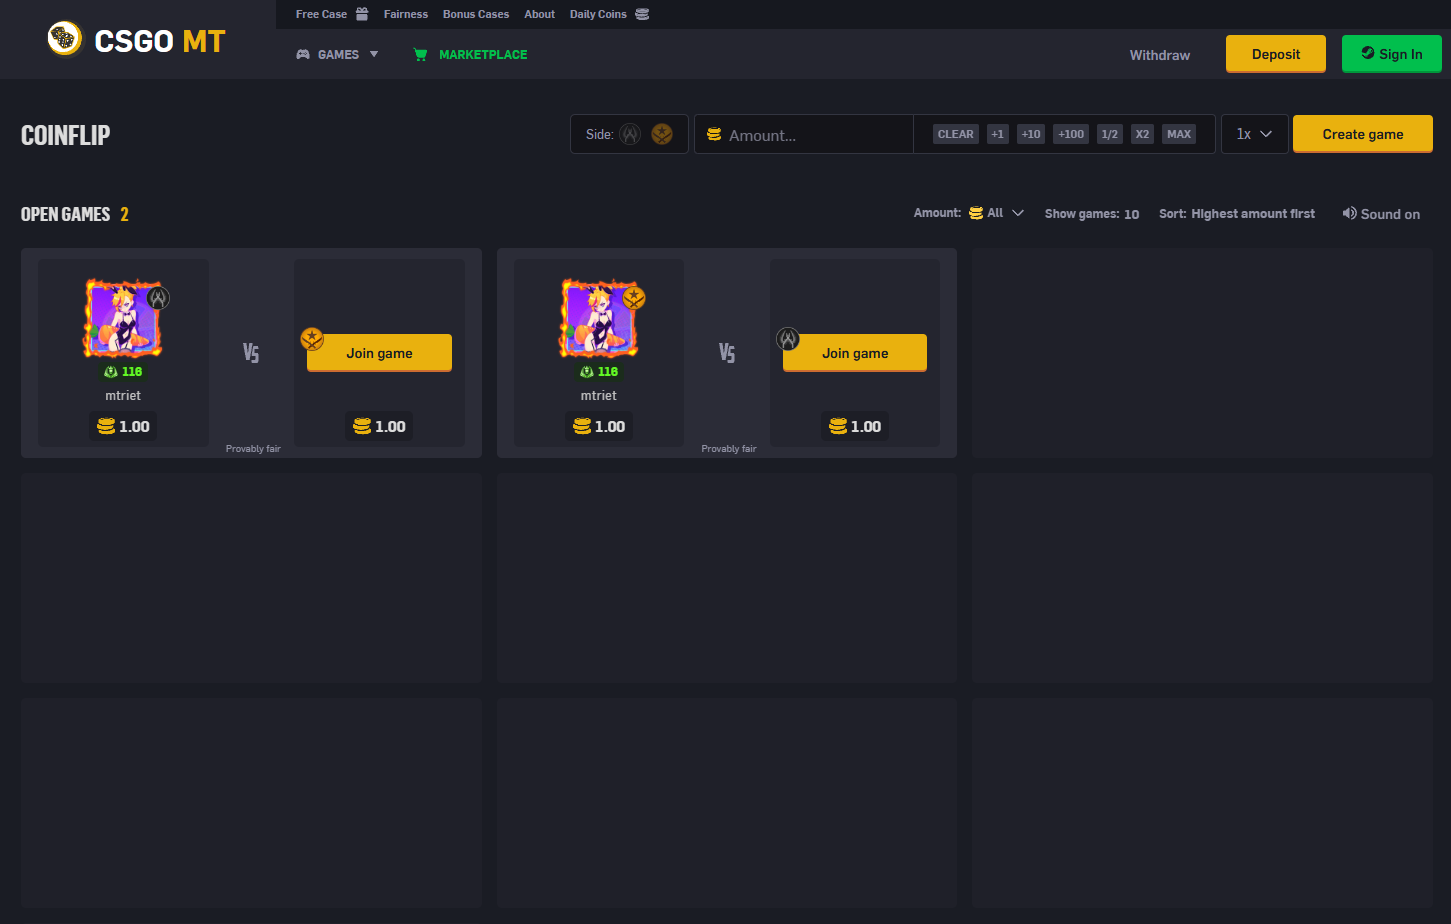 Free Case Fairness Bonus Cases About Daily Coins
CSGO MT
GAMES MARKETPLACE Withdraw Deposit Sign In
COINFLIP
Side: Amount... CLEAR +1 +10 +100 1/2 X2 MAX 1x Create game
OPEN GAMES 2
Amount: All Show games: 10 Sort: Highest amount first Sound on
VS Join game
116
mtriet
1.00 1.00
Provably fair
VS Join game
116
mtriet
1.00 1.00
Provably fair